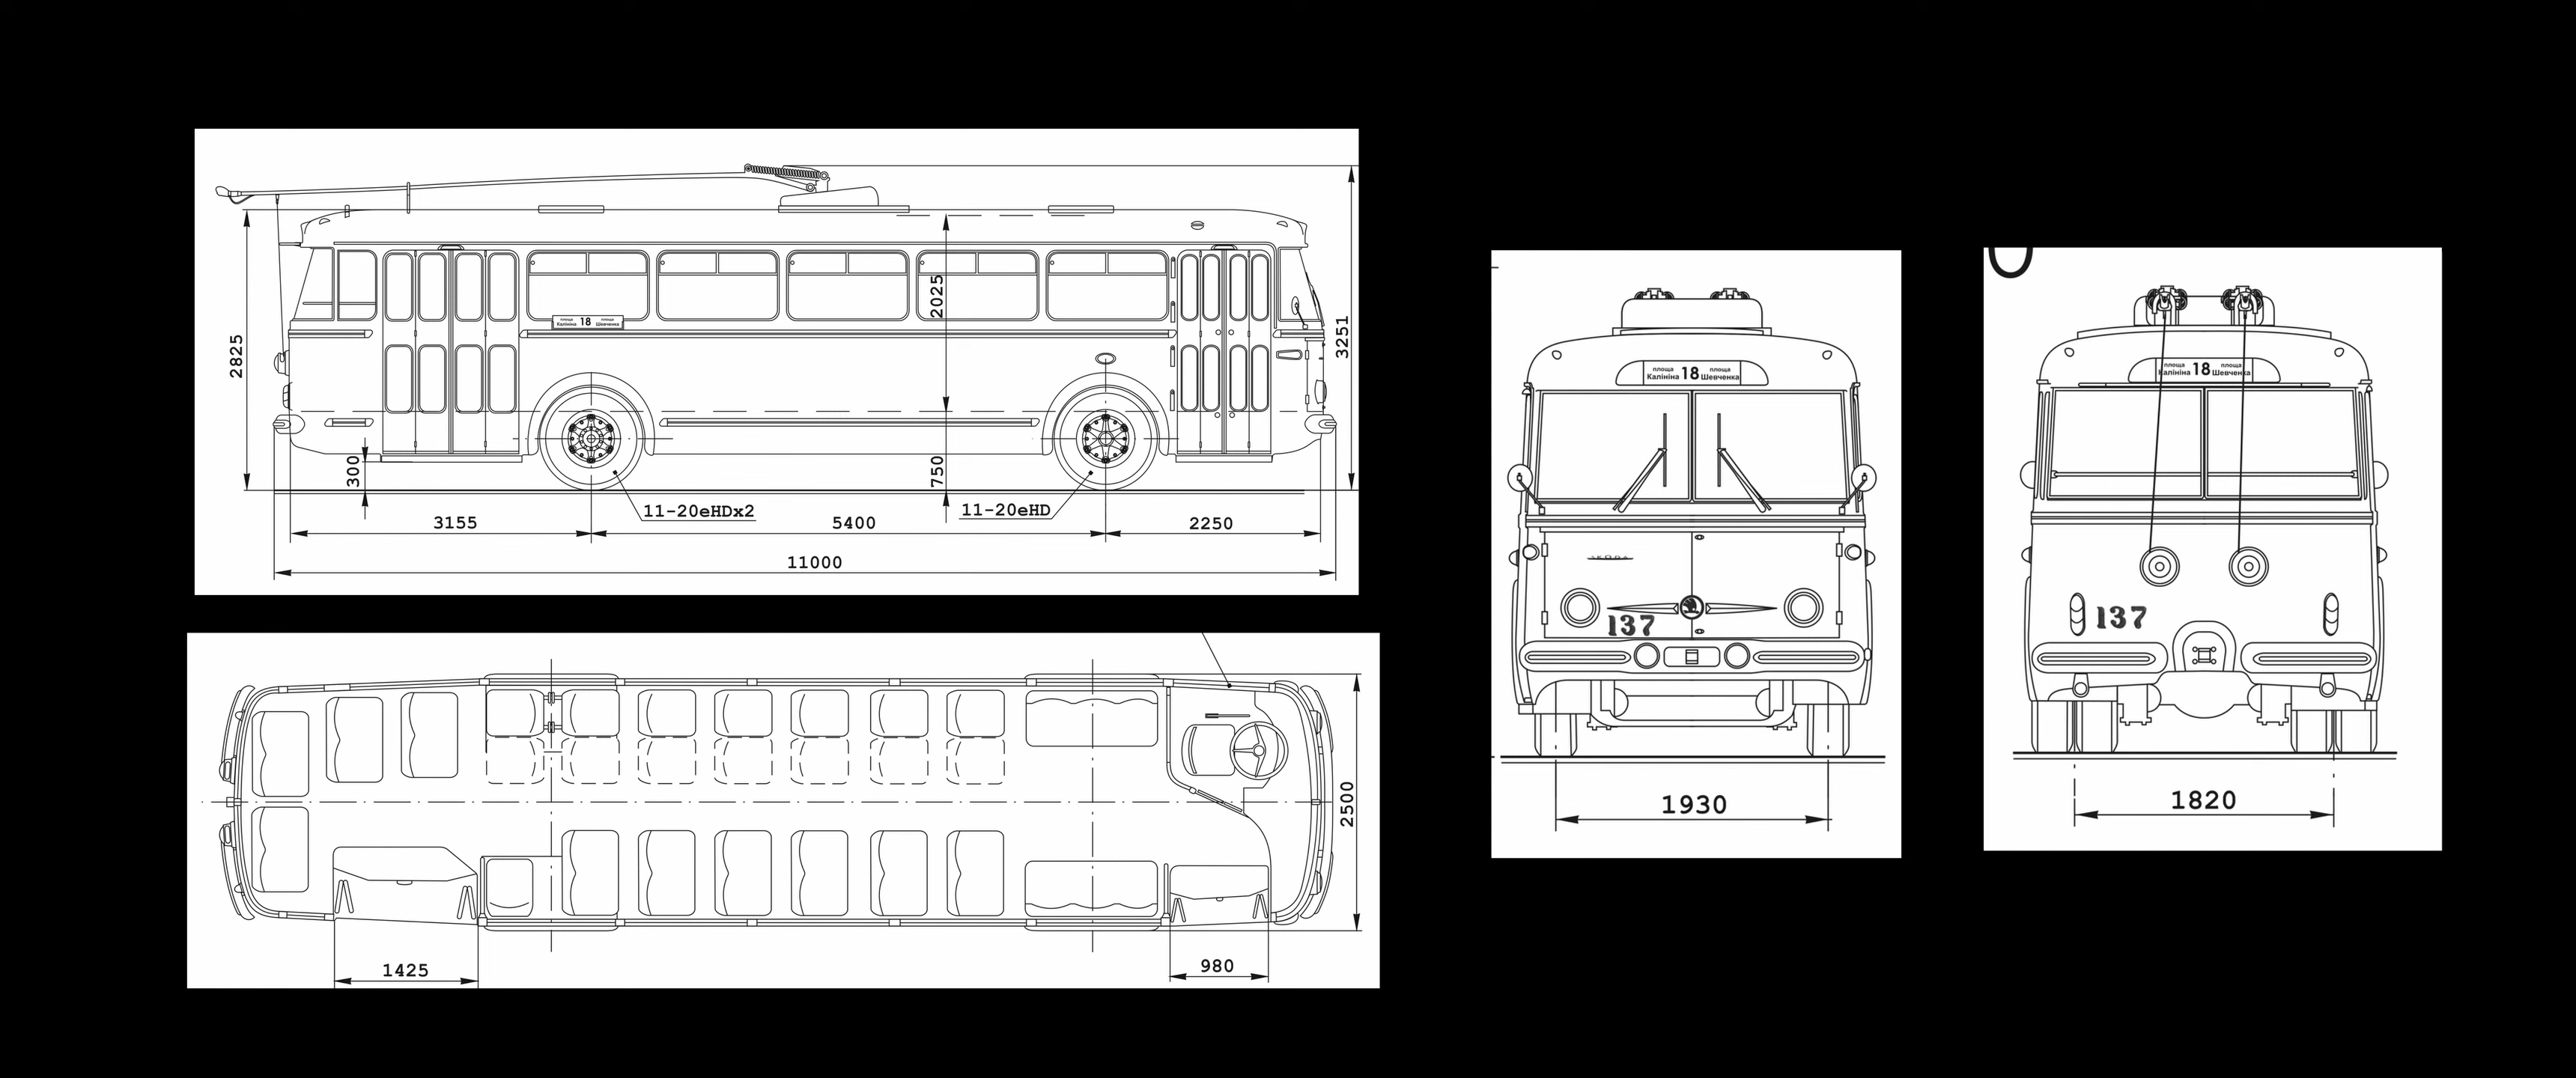 2825
300
3155
11-20eHDx2
5400
11000
2025
750
11-20eHD
2250
3251
площа площа
Калініна 18 Шевченка
1425
980
2500
площа площа
Калініна 18 Шевченка
ŠKODA
137
1930
площа площа
Калініна 18 Шевченка
137
1820